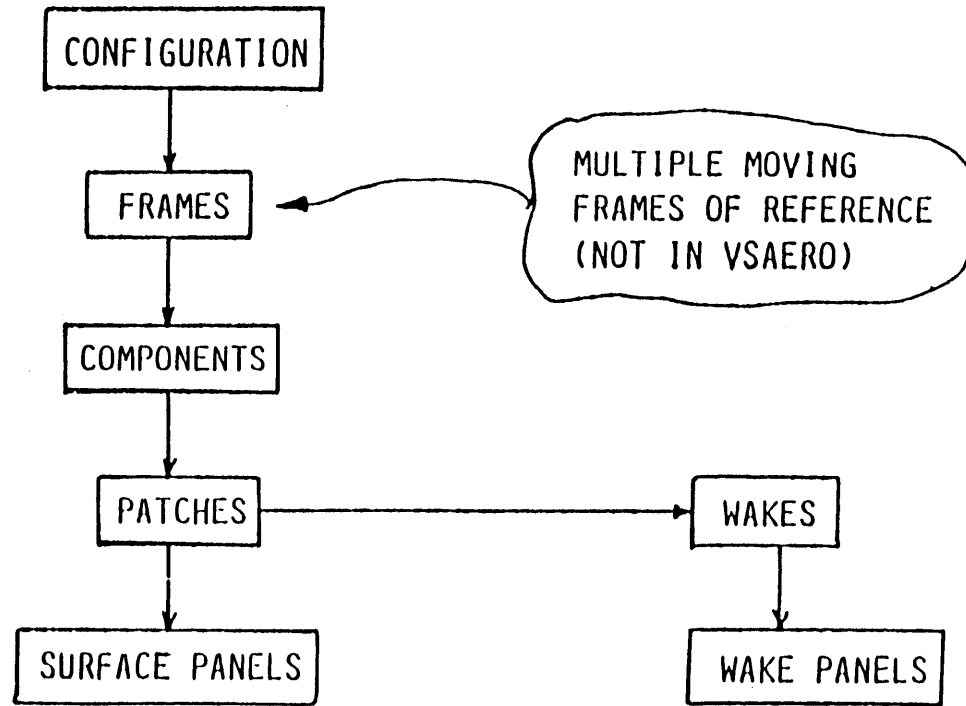 CONFIGURATION
FRAMES
MULTIPLE MOVING
FRAMES OF REFERENCE
(NOT IN VSAERO)
COMPONENTS
PATCHES
WAKES
SURFACE PANELS
WAKE PANELS